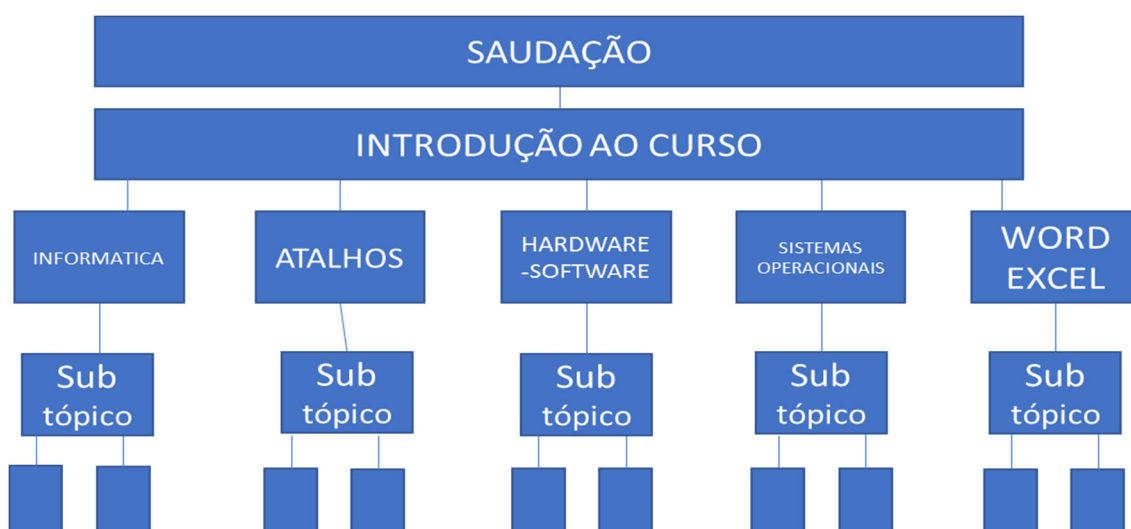 SAUDAÇÃO
INTRODUÇÃO AO CURSO
INFORMATICA
ATALHOS
HARDWARE
-SOFTWARE
SISTEMAS
OPERACIONAIS
WORD
EXCEL
Sub
tópico
Sub
tópico
Sub
tópico
Sub
tópico
Sub
tópico